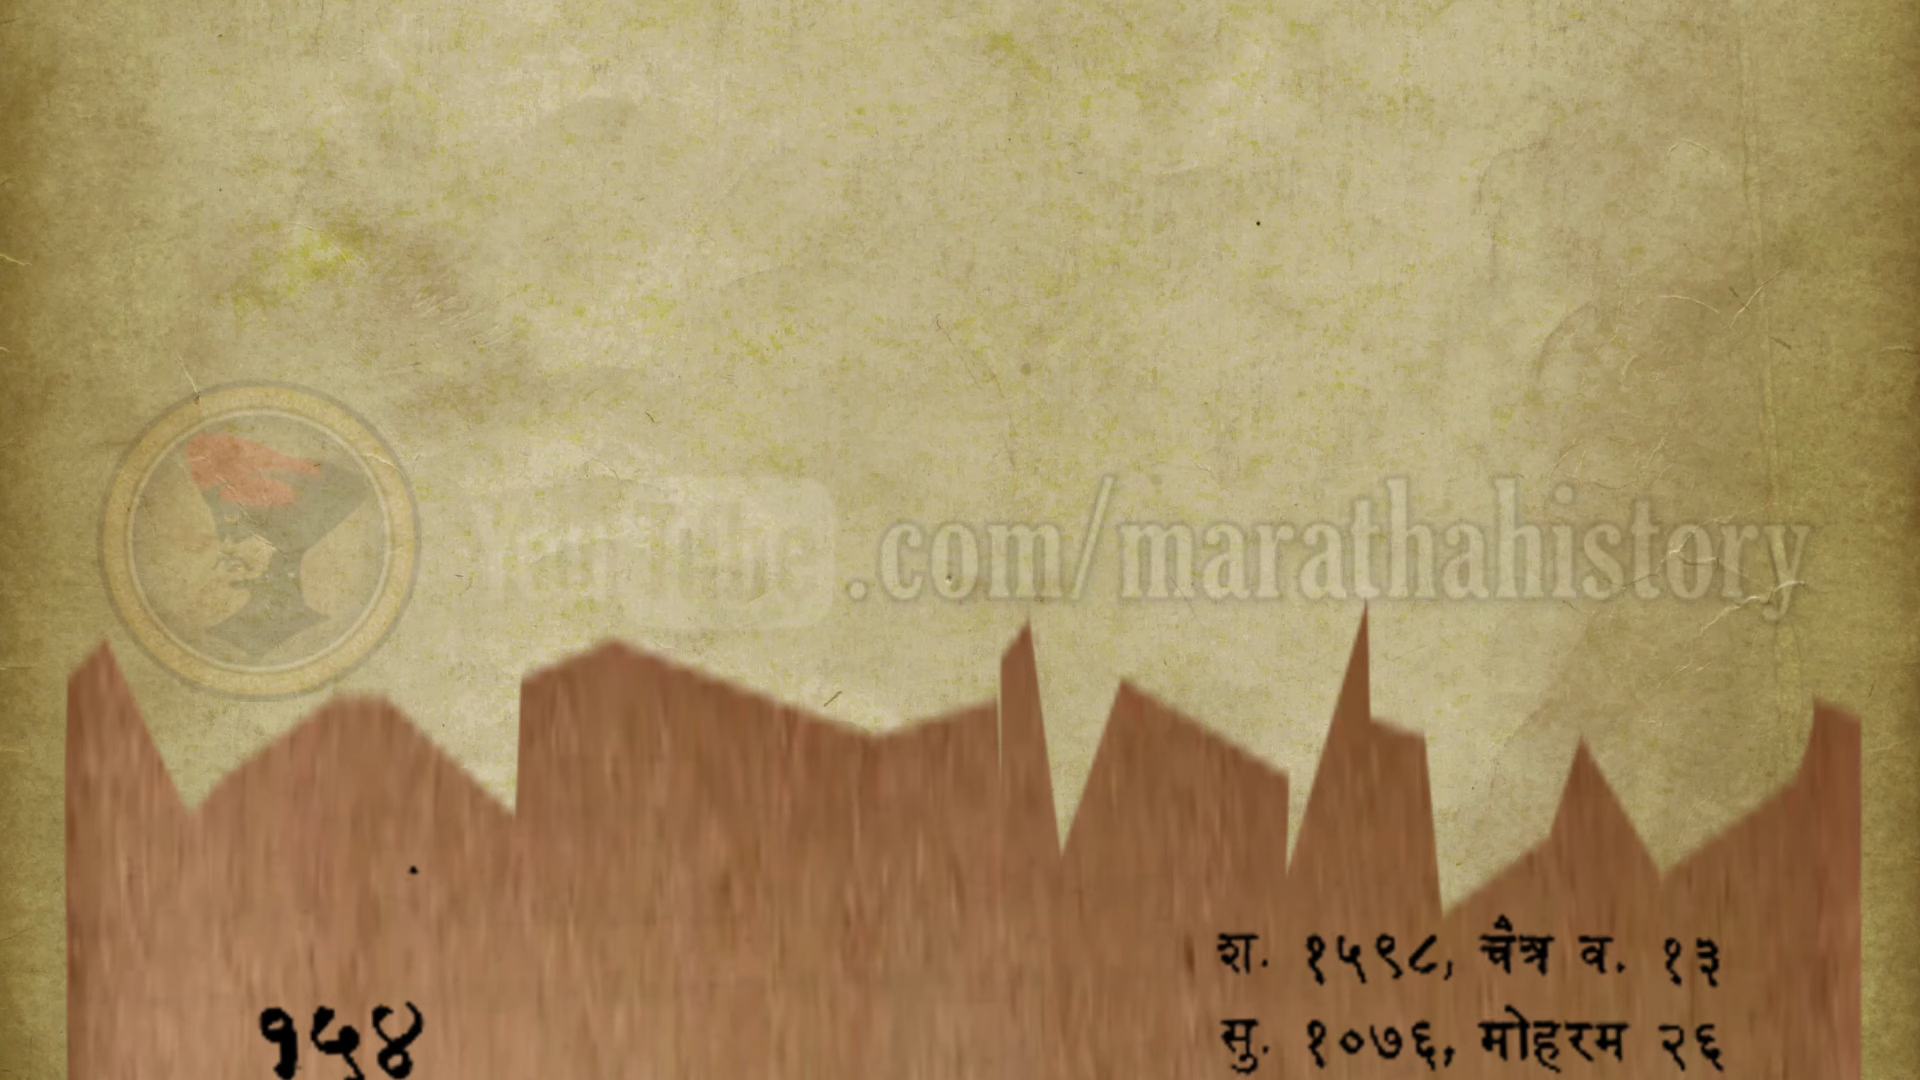 YouTube.com/marathahistory
श. १५९८, चैत्र व. १३
१५४
सु. १०७६, मोहरम २६